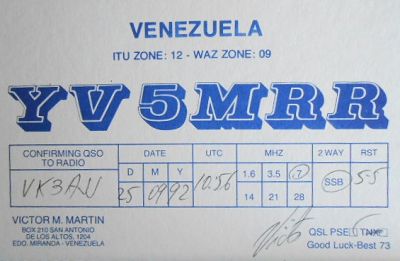 VENEZUELA
ITU ZONE: 12 - WAZ ZONE: 09
YV5MRR
CONFIRMING QSO TO RADIO DATE UTC MHZ 2 WAY RST
D M Y 1.6 3.5 7
VK3AU 25 09 92 10:56 SSB 5-5
14 21 28
VICTOR M. MARTIN
BOX 210 SAN ANTONIO
DE LOS ALTOS, 1204
EDO. MIRANDA - VENEZUELA
QSL PSE TNX
Good Luck-Best 73